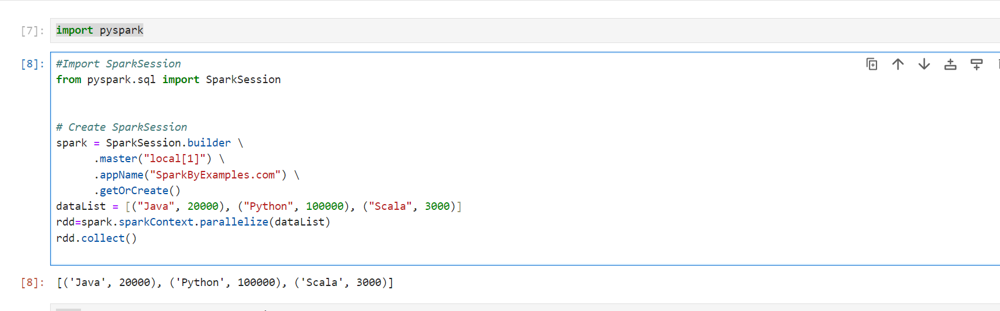 [7]: import pyspark
[8]: #Import SparkSession
from pyspark.sql import SparkSession
# Create SparkSession
spark = SparkSession.builder \
      .master("local[1]") \
      .appName("SparkByExamples.com") \
      .getOrCreate()
dataList = [("Java", 20000), ("Python", 100000), ("Scala", 3000)]
rdd=spark.sparkContext.parallelize(dataList)
rdd.collect()
[8]: [('Java', 20000), ('Python', 100000), ('Scala', 3000)]